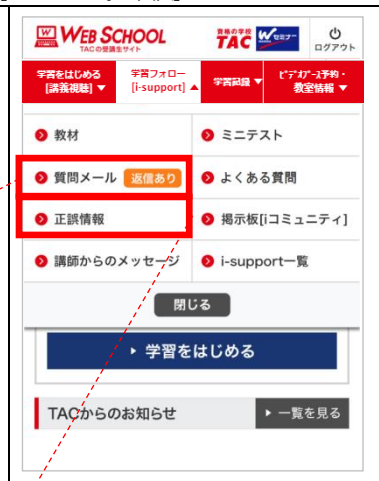 WEB SCHOOL
TACの受講生サイト
資格の学校
TAC
Wセミナー
ログアウト
学習をはじめる
[講義視聴] ▼
学習フォロー
[i-support] ▲
学習記録 ▼
ビデオブース予約・
教室情報 ▼
教材
ミニテスト
質問メール 返信あり
よくある質問
正誤情報
掲示板[iコミュニティ]
講師からのメッセージ
i-support一覧
閉じる
学習をはじめる
TACからのお知らせ
一覧を見る